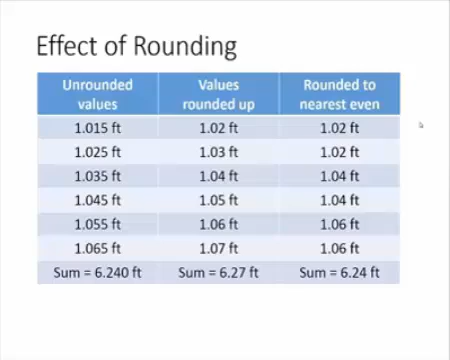 Effect of Rounding
Unrounded values | Values rounded up | Rounded to nearest even
1.015 ft | 1.02 ft | 1.02 ft
1.025 ft | 1.03 ft | 1.02 ft
1.035 ft | 1.04 ft | 1.04 ft
1.045 ft | 1.05 ft | 1.04 ft
1.055 ft | 1.06 ft | 1.06 ft
1.065 ft | 1.07 ft | 1.06 ft
Sum = 6.240 ft | Sum = 6.27 ft | Sum = 6.24 ft